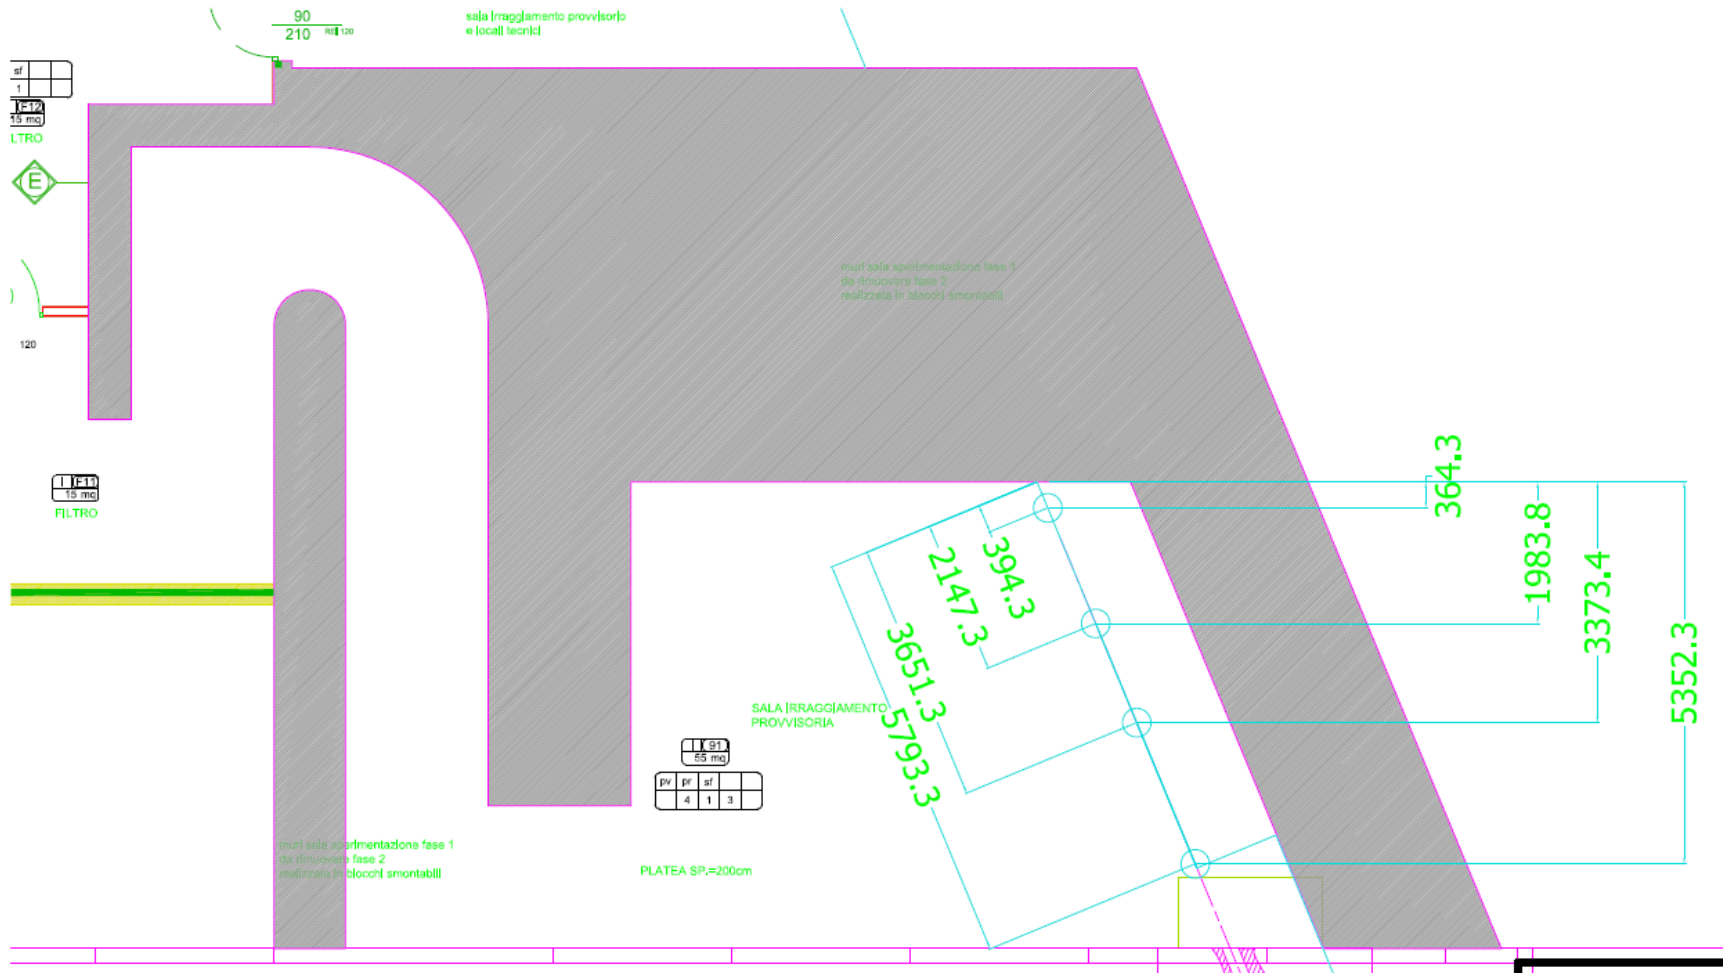 90
210 REI 120
sala irraggiamento provvisorio
e locali tecnici
sf
1
F12
15 mq
LTRO
E
muri sala sperimentazione fase 1
da rimuovere fase 2
realizzata in blocchi smontabili
120
I F11
15 mq
FILTRO
364.3
1983.8
3373.4
5352.3
394.3
2147.3
3651.3
5793.3
SALA IRRAGGIAMENTO
PROVVISORIA
I 91
55 mq
pv pr sf
4 1 3
muri sala sperimentazione fase 1
da rimuovere fase 2
realizzata in blocchi smontabili
PLATEA SP.=200cm